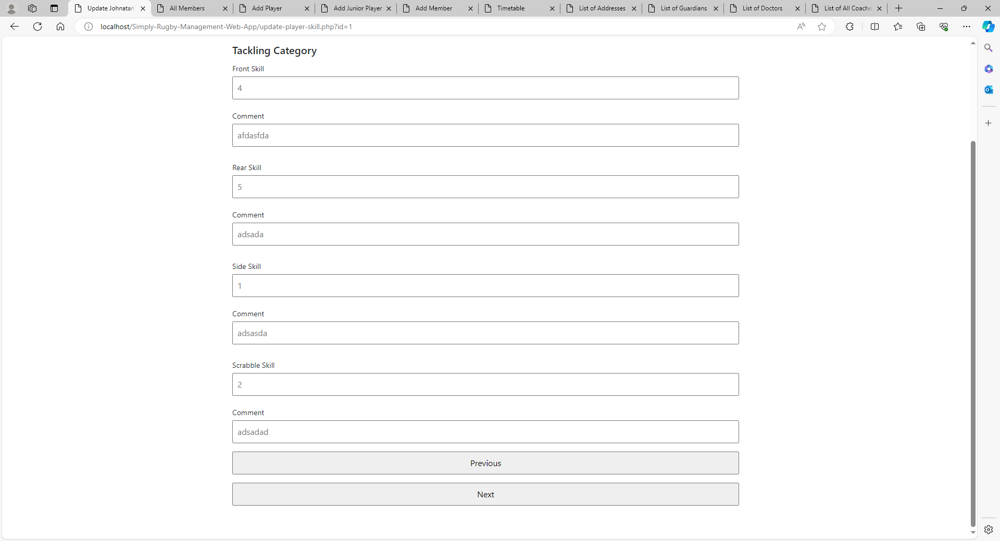 Update Johnatan'
All Members
Add Player
Add Junior Player
Add Member
Timetable
List of Addresses
List of Guardians
List of Doctors
List of All Coache
localhost/Simply-Rugby-Management-Web-App/update-player-skill.php?id=1
Tackling Category
Front Skill
4
Comment
afdasfda
Rear Skill
5
Comment
adsada
Side Skill
1
Comment
adsasda
Scrabble Skill
2
Comment
adsadad
Previous
Next